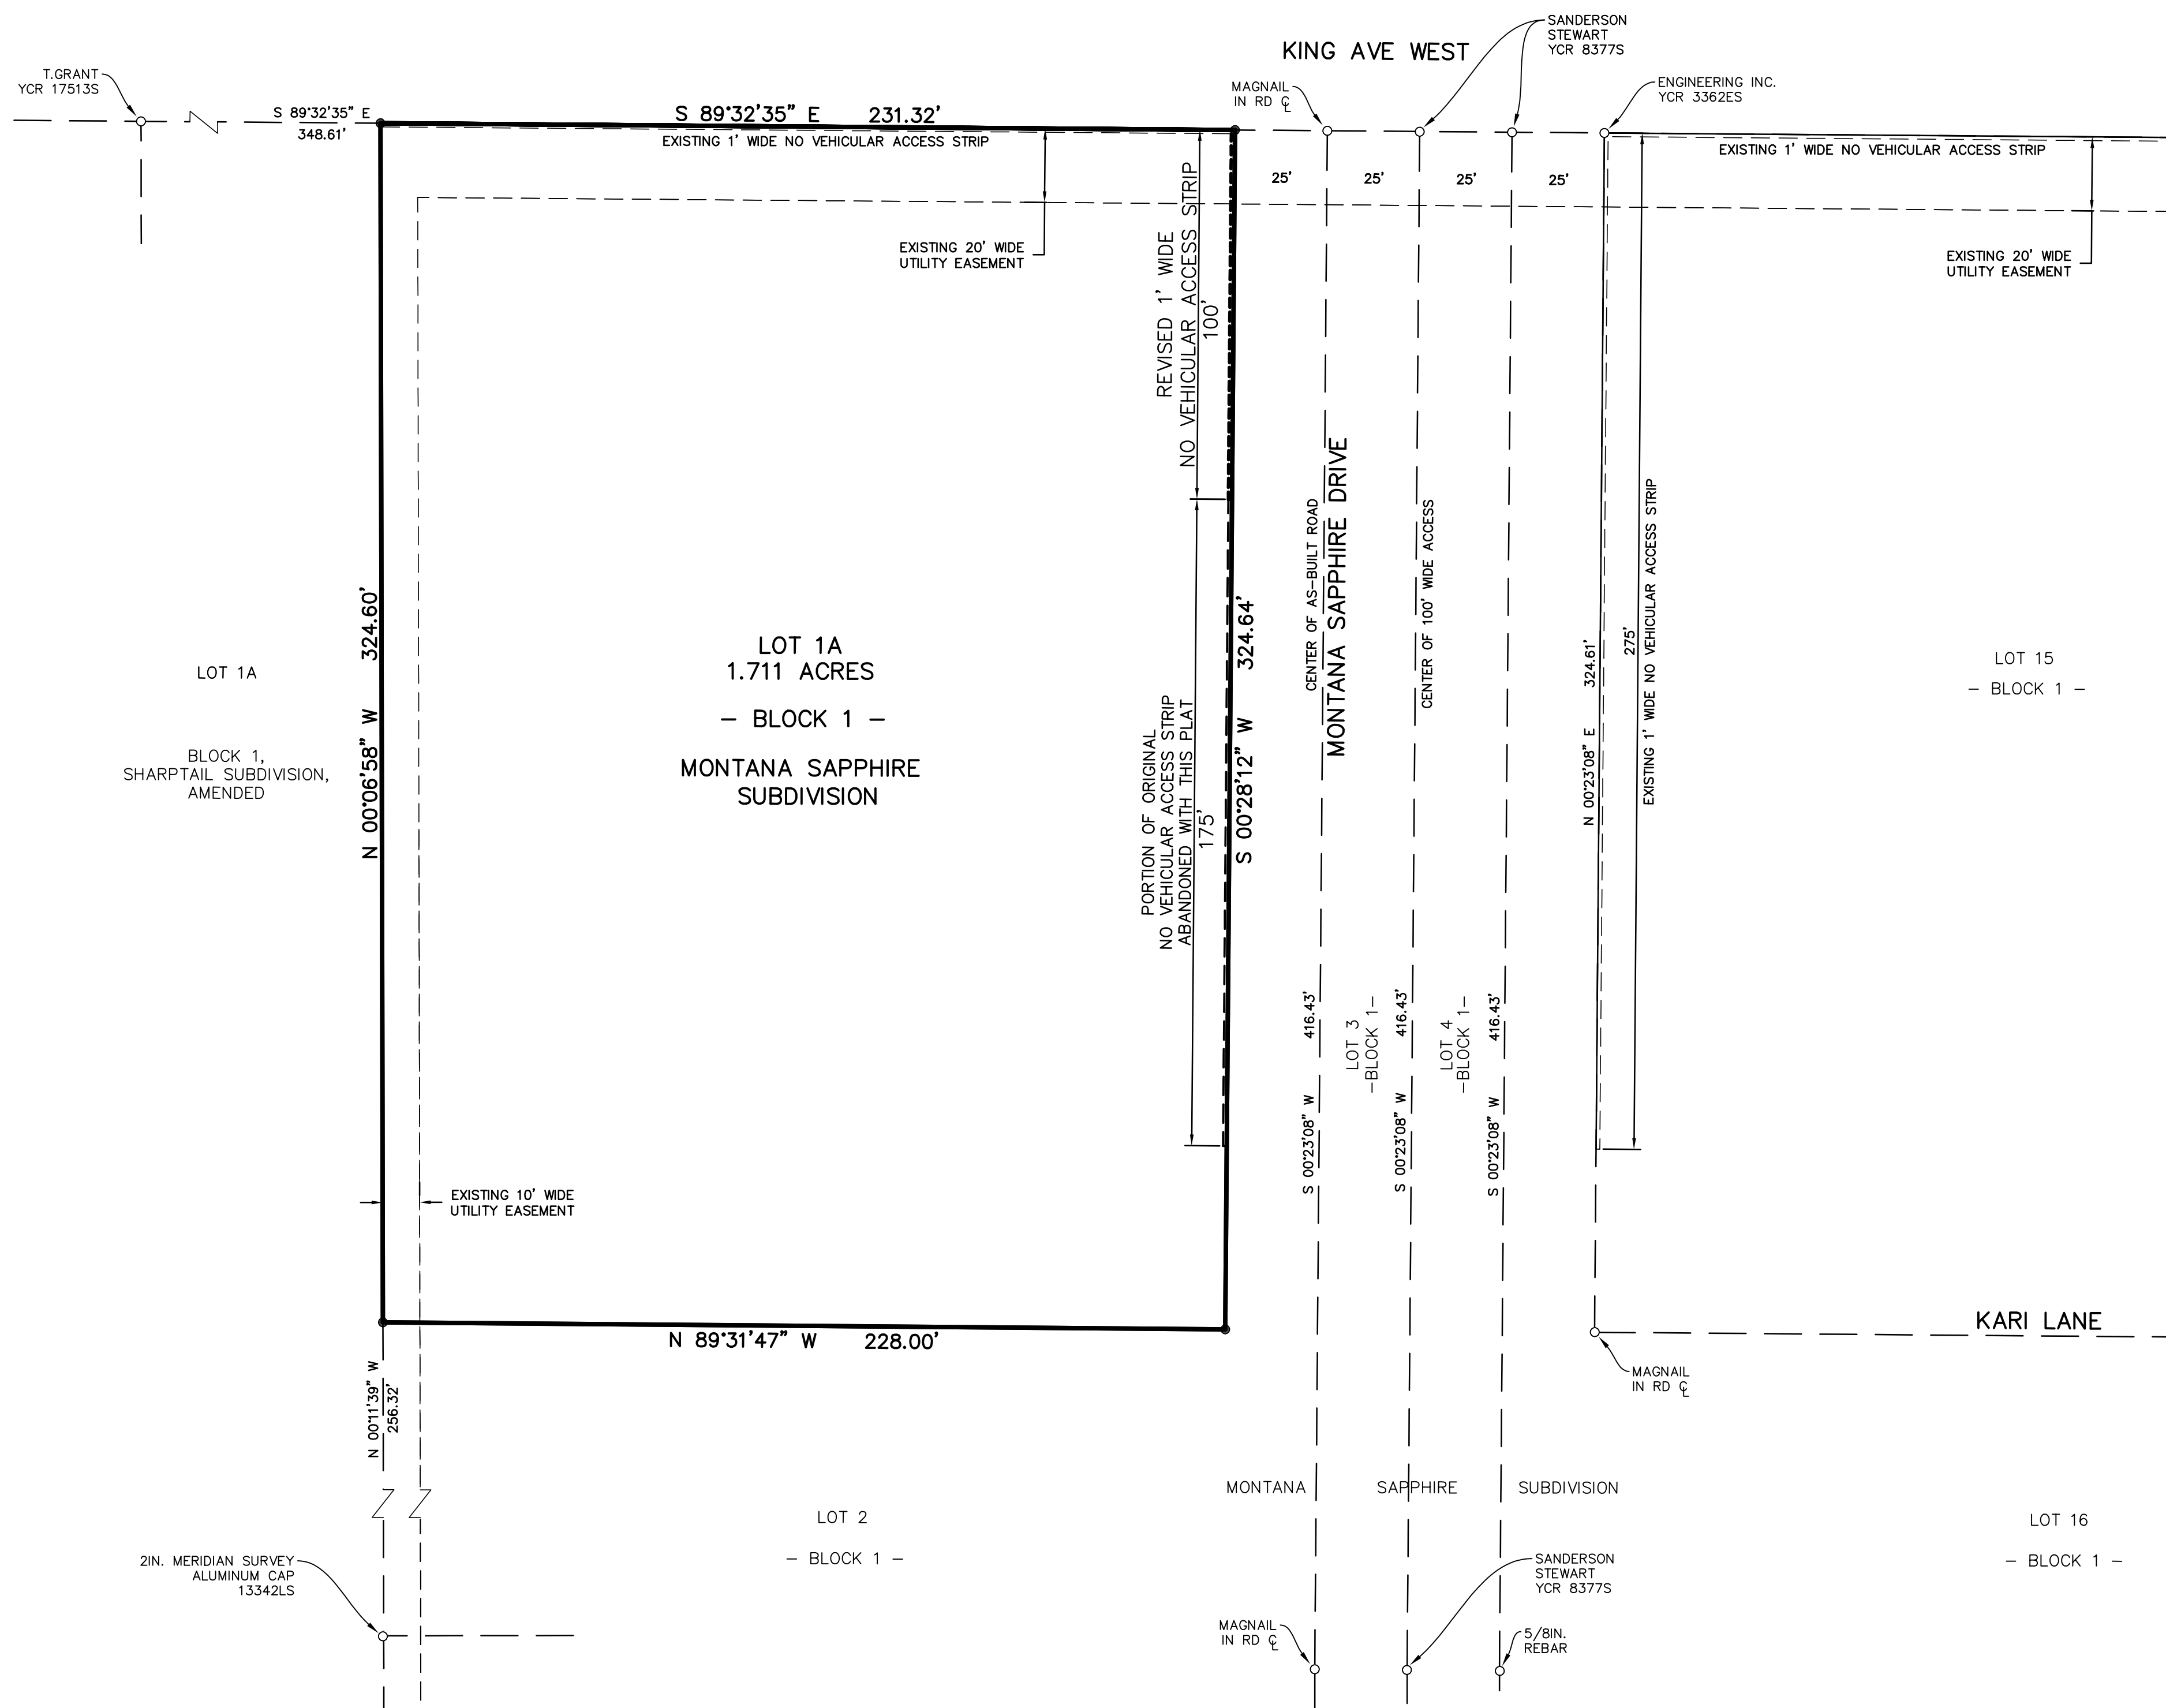 SANDERSON
STEWART
YCR 8377S
KING AVE WEST
T.GRANT
YCR 17513S
MAGNAIL
IN RD ℄
ENGINEERING INC.
YCR 3362ES
S 89°32'35" E
348.61'
S 89°32'35" E 231.32'
EXISTING 1' WIDE NO VEHICULAR ACCESS STRIP
EXISTING 1' WIDE NO VEHICULAR ACCESS STRIP
25'
25'
25'
25'
EXISTING 20' WIDE
UTILITY EASEMENT
EXISTING 20' WIDE
UTILITY EASEMENT
REVISED 1' WIDE
NO VEHICULAR ACCESS STRIP
100'
CENTER OF AS-BUILT ROAD
MONTANA SAPPHIRE DRIVE
CENTER OF 100' WIDE ACCESS
N 00°06'58" W 324.60'
S 00°28'12" W 324.64'
N 00°23'08" E 324.61'
275'
EXISTING 1' WIDE NO VEHICULAR ACCESS STRIP
LOT 1A
BLOCK 1,
SHARPTAIL SUBDIVISION,
AMENDED
LOT 1A
1.711 ACRES
- BLOCK 1 -
MONTANA SAPPHIRE
SUBDIVISION
PORTION OF ORIGINAL
NO VEHICULAR ACCESS STRIP
ABANDONED WITH THIS PLAT
175'
LOT 15
- BLOCK 1 -
S 00°23'08" W 416.43'
LOT 3
-BLOCK 1-
S 00°23'08" W 416.43'
LOT 4
-BLOCK 1-
S 00°23'08" W 416.43'
EXISTING 10' WIDE
UTILITY EASEMENT
N 89°31'47" W 228.00'
KARI LANE
MAGNAIL
IN RD ℄
N 00°11'39" W
256.32'
MONTANA SAPPHIRE SUBDIVISION
LOT 2
- BLOCK 1 -
LOT 16
- BLOCK 1 -
2IN. MERIDIAN SURVEY
ALUMINUM CAP
13342LS
SANDERSON
STEWART
YCR 8377S
MAGNAIL
IN RD ℄
5/8IN.
REBAR